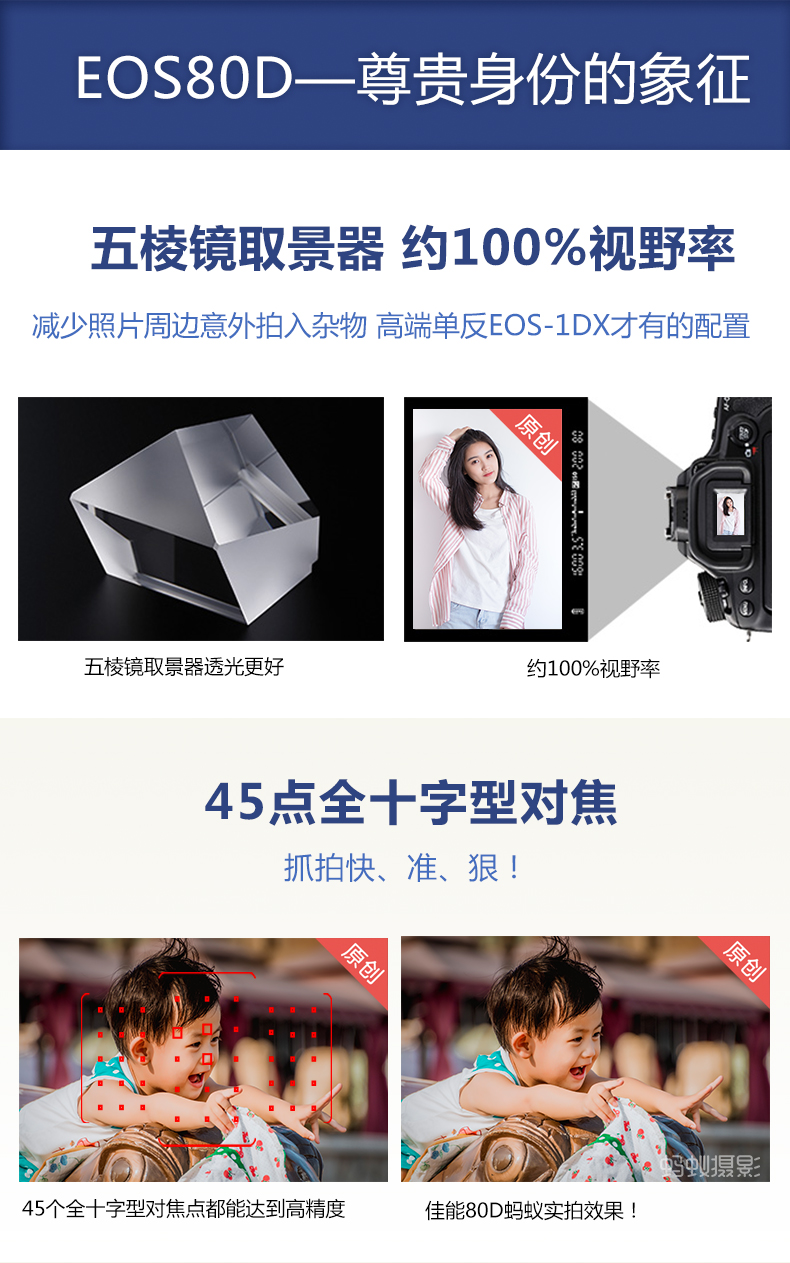 EOS80D—尊贵身份的象征
五棱镜取景器 约100%视野率
减少照片周边意外拍入杂物 高端单反EOS-1DX才有的配置
原创
五棱镜取景器透光更好
约100%视野率
45点全十字型对焦
抓拍快、准、狠！
原创
原创
蚂蚁摄影
45个全十字型对焦点都能达到高精度
佳能80D蚂蚁实拍效果！